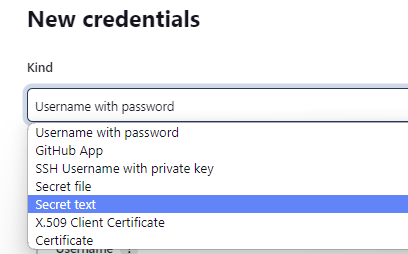 New credentials
Kind
Username with password
Username with password
GitHub App
SSH Username with private key
Secret file
Secret text
X.509 Client Certificate
Certificate
Username ?